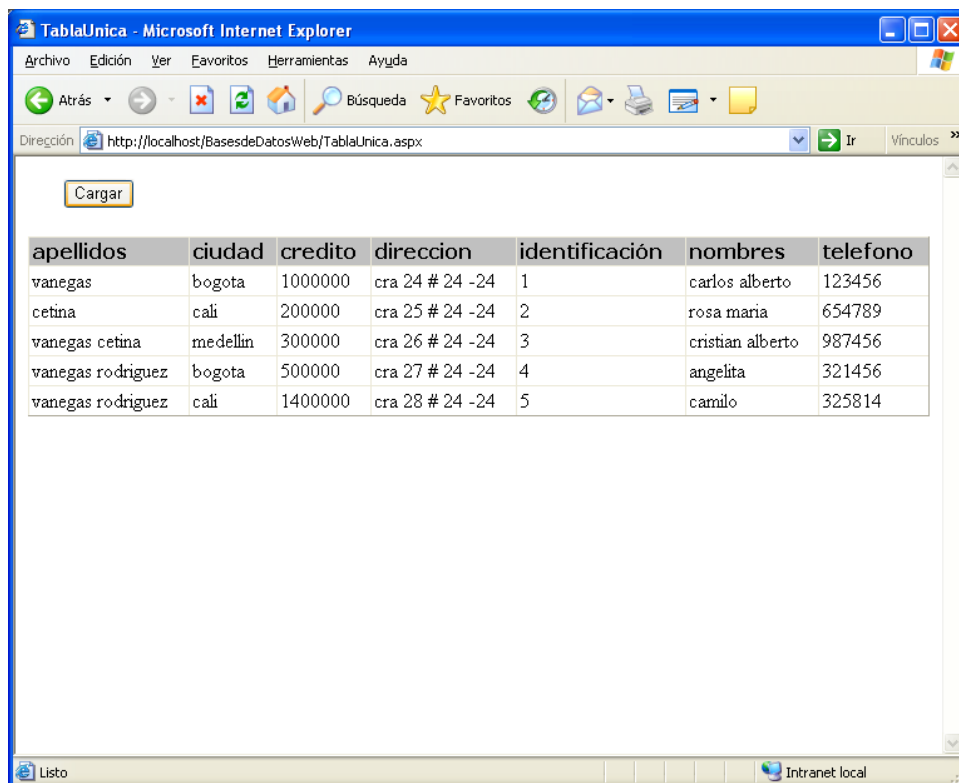 TablaUnica - Microsoft Internet Explorer
Archivo Edición Ver Favoritos Herramientas Ayuda
Atrás Búsqueda Favoritos
Dirección http://localhost/BasesdeDatosWeb/TablaUnica.aspx Ir Vínculos »
Cargar
apellidos ciudad credito direccion identificación nombres telefono
vanegas bogota 1000000 cra 24 # 24 -24 1 carlos alberto 123456
cetina cali 200000 cra 25 # 24 -24 2 rosa maria 654789
vanegas cetina medellin 300000 cra 26 # 24 -24 3 cristian alberto 987456
vanegas rodriguez bogota 500000 cra 27 # 24 -24 4 angelita 321456
vanegas rodriguez cali 1400000 cra 28 # 24 -24 5 camilo 325814
Listo Intranet local